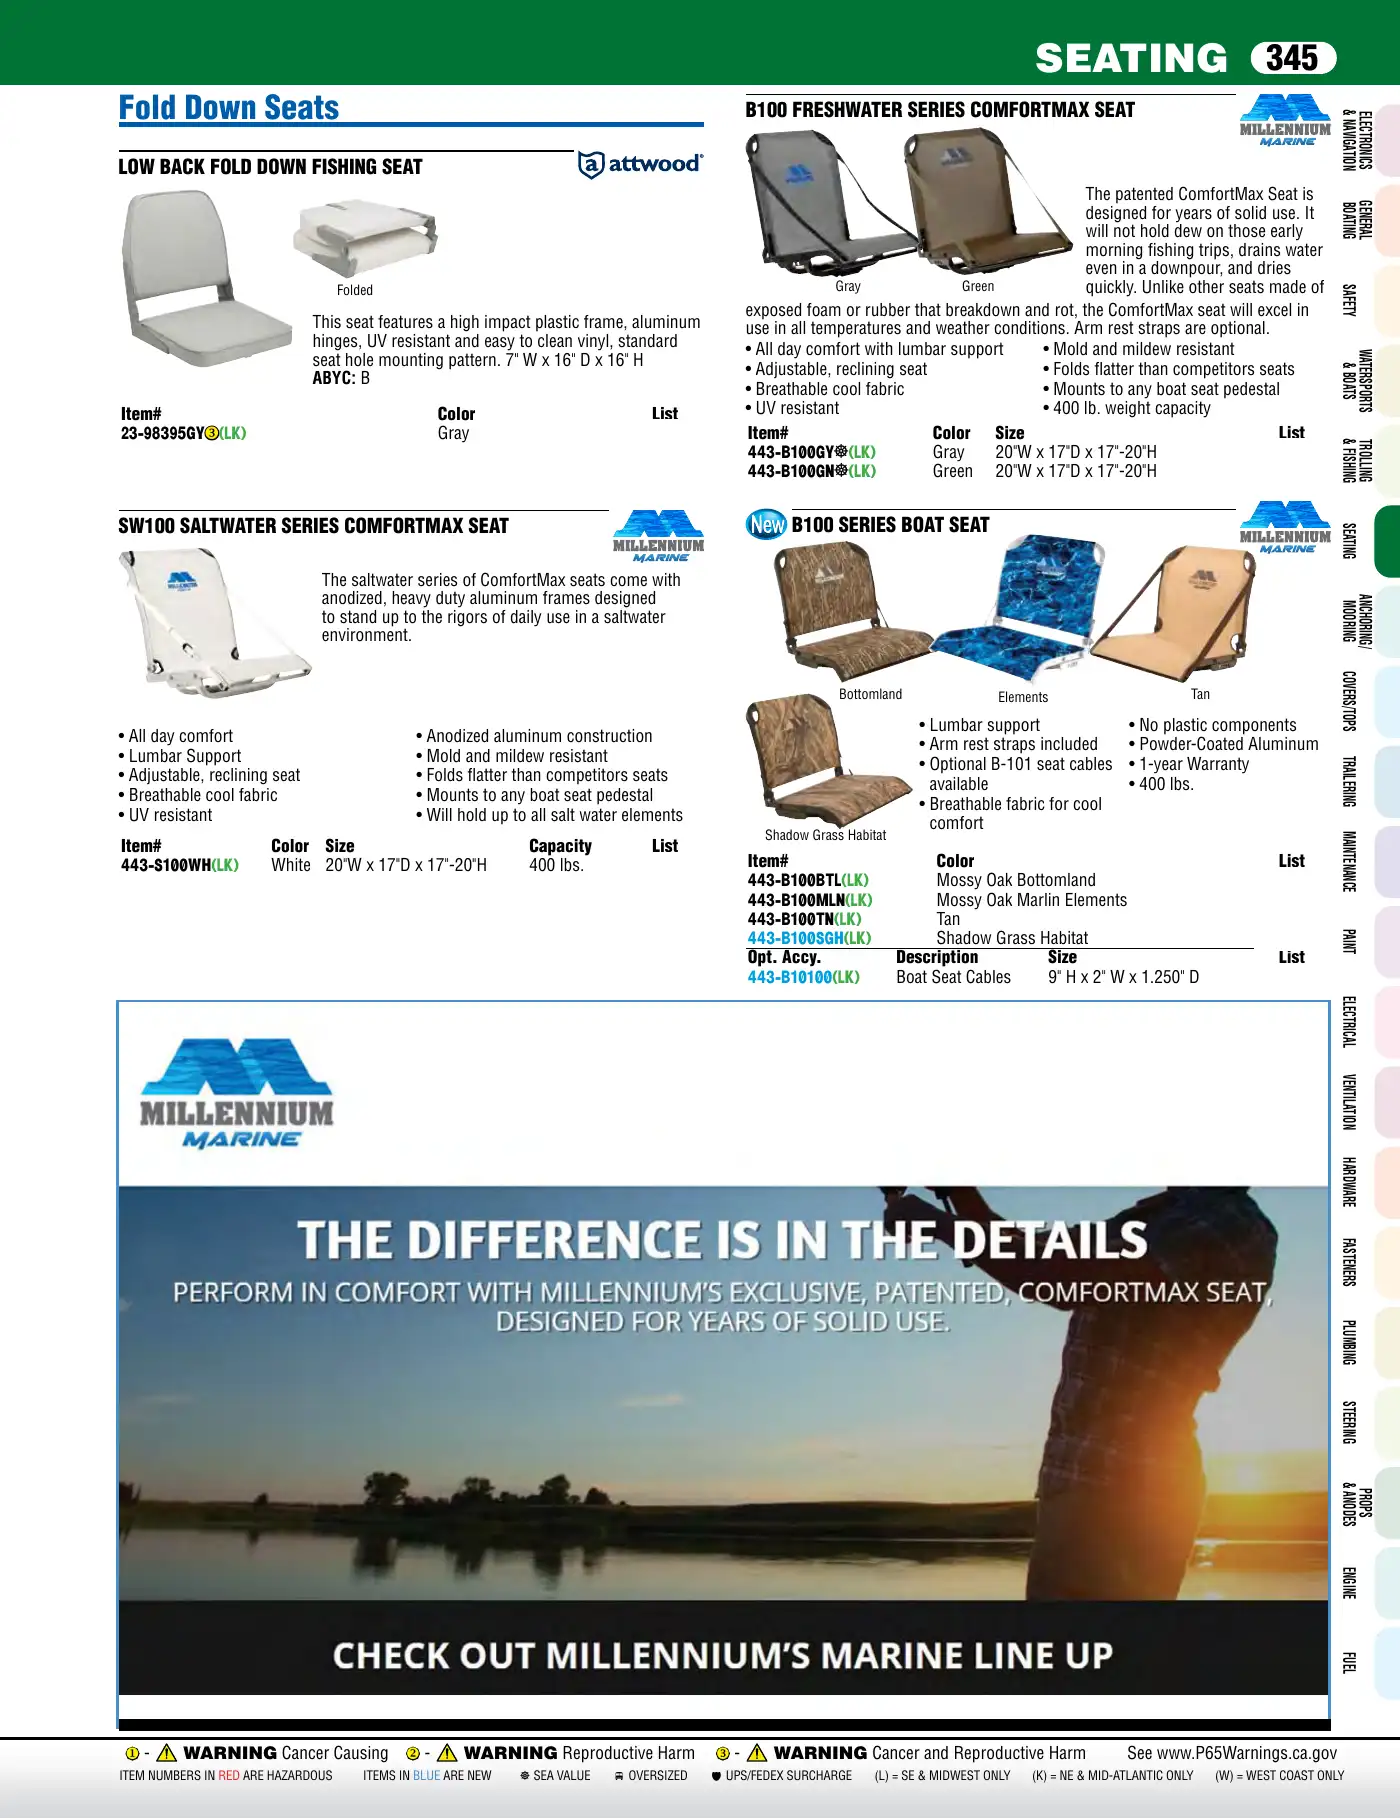 SEATING 345
Fold Down Seats
LOW BACK FOLD DOWN FISHING SEAT
attwood
Folded
This seat features a high impact plastic frame, aluminum
hinges, UV resistant and easy to clean vinyl, standard
seat hole mounting pattern. 7" W x 16" D x 16" H
ABYC: B
Item# Color List
23-98395GY3(LK) Gray
SW100 SALTWATER SERIES COMFORTMAX SEAT
MILLENNIUM
MARINE
The saltwater series of ComfortMax seats come with
anodized, heavy duty aluminum frames designed
to stand up to the rigors of daily use in a saltwater
environment.
• All day comfort
• Lumbar Support
• Adjustable, reclining seat
• Breathable cool fabric
• UV resistant
• Anodized aluminum construction
• Mold and mildew resistant
• Folds flatter than competitors seats
• Mounts to any boat seat pedestal
• Will hold up to all salt water elements
Item# Color Size Capacity List
443-S100WH(LK) White 20"W x 17"D x 17"-20"H 400 lbs.
B100 FRESHWATER SERIES COMFORTMAX SEAT
MILLENNIUM
MARINE
Gray
Green
The patented ComfortMax Seat is
designed for years of solid use. It
will not hold dew on those early
morning fishing trips, drains water
even in a downpour, and dries
quickly. Unlike other seats made of
exposed foam or rubber that breakdown and rot, the ComfortMax seat will excel in
use in all temperatures and weather conditions. Arm rest straps are optional.
• All day comfort with lumbar support
• Adjustable, reclining seat
• Breathable cool fabric
• UV resistant
• Mold and mildew resistant
• Folds flatter than competitors seats
• Mounts to any boat seat pedestal
• 400 lb. weight capacity
Item# Color Size List
443-B100GY(LK) Gray 20"W x 17"D x 17"-20"H
443-B100GN(LK) Green 20"W x 17"D x 17"-20"H
New B100 SERIES BOAT SEAT
MILLENNIUM
MARINE
Bottomland
Elements
Tan
Shadow Grass Habitat
• Lumbar support
• Arm rest straps included
• Optional B-101 seat cables
available
• Breathable fabric for cool
comfort
• No plastic components
• Powder-Coated Aluminum
• 1-year Warranty
• 400 lbs.
Item# Color List
443-B100BTL(LK) Mossy Oak Bottomland
443-B100MLN(LK) Mossy Oak Marlin Elements
443-B100TN(LK) Tan
443-B100SGH(LK) Shadow Grass Habitat
Opt. Accy. Description Size List
443-B10100(LK) Boat Seat Cables 9" H x 2" W x 1.250" D
MILLENNIUM
MARINE
THE DIFFERENCE IS IN THE DETAILS
PERFORM IN COMFORT WITH MILLENNIUM'S EXCLUSIVE, PATENTED, COMFORTMAX SEAT,
DESIGNED FOR YEARS OF SOLID USE.
CHECK OUT MILLENNIUM'S MARINE LINE UP
ELECTRONICS
& NAVIGATION
GENERAL
BOATING
SAFETY
WATERSPORTS
& BOATS
TROLLING
& FISHING
SEATING
ANCHORING/
MOORING
COVERS/TOPS
TRAILERING
MAINTENANCE
PAINT
ELECTRICAL
VENTILATION
HARDWARE
FASTENERS
PLUMBING
STEERING
PROPS
& ANODES
ENGINE
FUEL
1 - WARNING Cancer Causing 2 - WARNING Reproductive Harm 3 - WARNING Cancer and Reproductive Harm See www.P65Warnings.ca.gov
ITEM NUMBERS IN RED ARE HAZARDOUS ITEMS IN BLUE ARE NEW SEA VALUE OVERSIZED UPS/FEDEX SURCHARGE (L) = SE & MIDWEST ONLY (K) = NE & MID-ATLANTIC ONLY (W) = WEST COAST ONLY